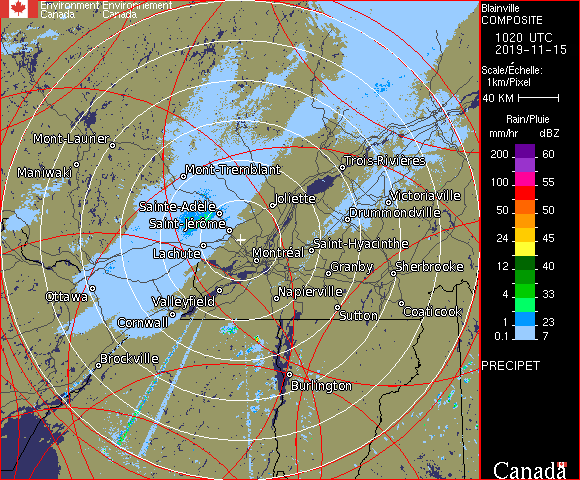 Environment Environnement
Canada Canada
Blainville
COMPOSITE
1020 UTC
2019-11-15
Scale/Échelle:
1km/Pixel
40 KM
Rain/Pluie
mm/hr dBZ
200 60
100 55
50 50
24 45
12 40
4 33
1 23
0.1 7
PRECIPET
Canada
Mont-Laurier
Maniwaki
Mont-Tremblant
Trois-Rivières
Sainte-Adèle
Joliette
Victoriaville
Saint-Jérôme
Drummondville
Lachute
Montréal
Saint-Hyacinthe
Granby
Sherbrooke
Ottawa
Valleyfield
Napierville
Coaticook
Cornwall
Sutton
Brockville
Burlington